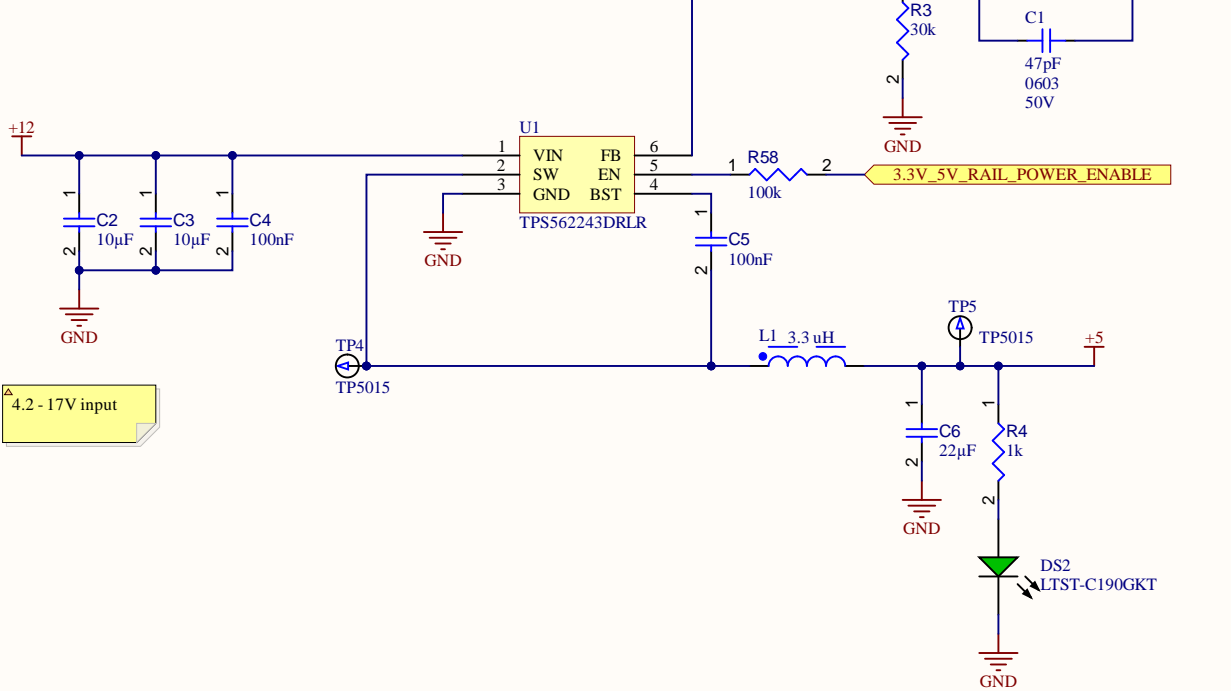 R3
30k
2
GND
C1
47pF
0603
50V
+12
1
C2
10µF
2
1
C3
10µF
2
1
C4
100nF
2
GND
U1
1 VIN FB 6
2 SW EN 5
3 GND BST 4
TPS562243DRLR
GND
1 R58 2
100k
3.3V_5V_RAIL_POWER_ENABLE
1
C5
100nF
2
TP4
TP5015
L1 3.3 uH
TP5
TP5015
+5
4.2 - 17V input
1
C6
22µF
2
GND
1
R4
1k
2
DS2
LTST-C190GKT
GND